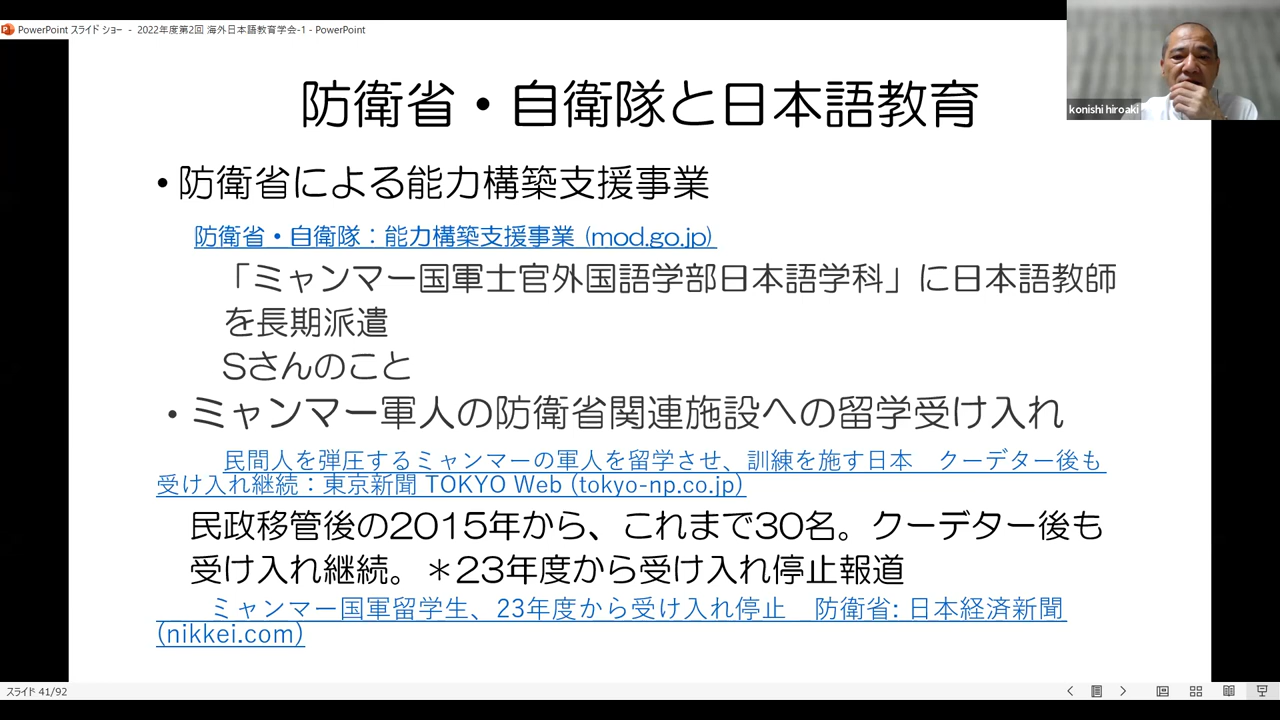 PowerPoint スライド ショー - 2022年度第2回 海外日本語教育学会-1 - PowerPoint
konishi hiroaki
防衛省・自衛隊と日本語教育
• 防衛省による能力構築支援事業
防衛省・自衛隊：能力構築支援事業 (mod.go.jp)
「ミャンマー国軍士官外国語学部日本語学科」に日本語教師
を長期派遣
Sさんのこと
• ミャンマー軍人の防衛省関連施設への留学受け入れ
民間人を弾圧するミャンマーの軍人を留学させ、訓練を施す日本　クーデター後も
受け入れ継続：東京新聞 TOKYO Web (tokyo-np.co.jp)
民政移管後の2015年から、これまで30名。クーデター後も
受け入れ継続。＊23年度から受け入れ停止報道
ミャンマー国軍留学生、23年度から受け入れ停止　防衛省: 日本経済新聞
(nikkei.com)
スライド 41/92